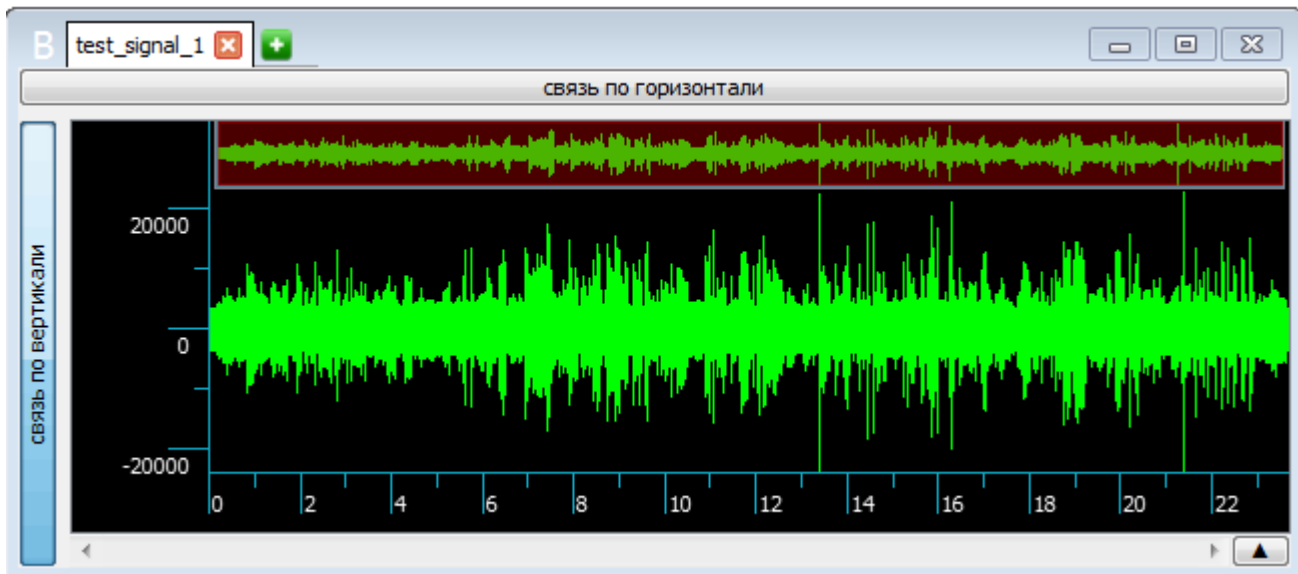 B test_signal_1
связь по горизонтали
связь по вертикали
20000
0
-20000
0 2 4 6 8 10 12 14 16 18 20 22